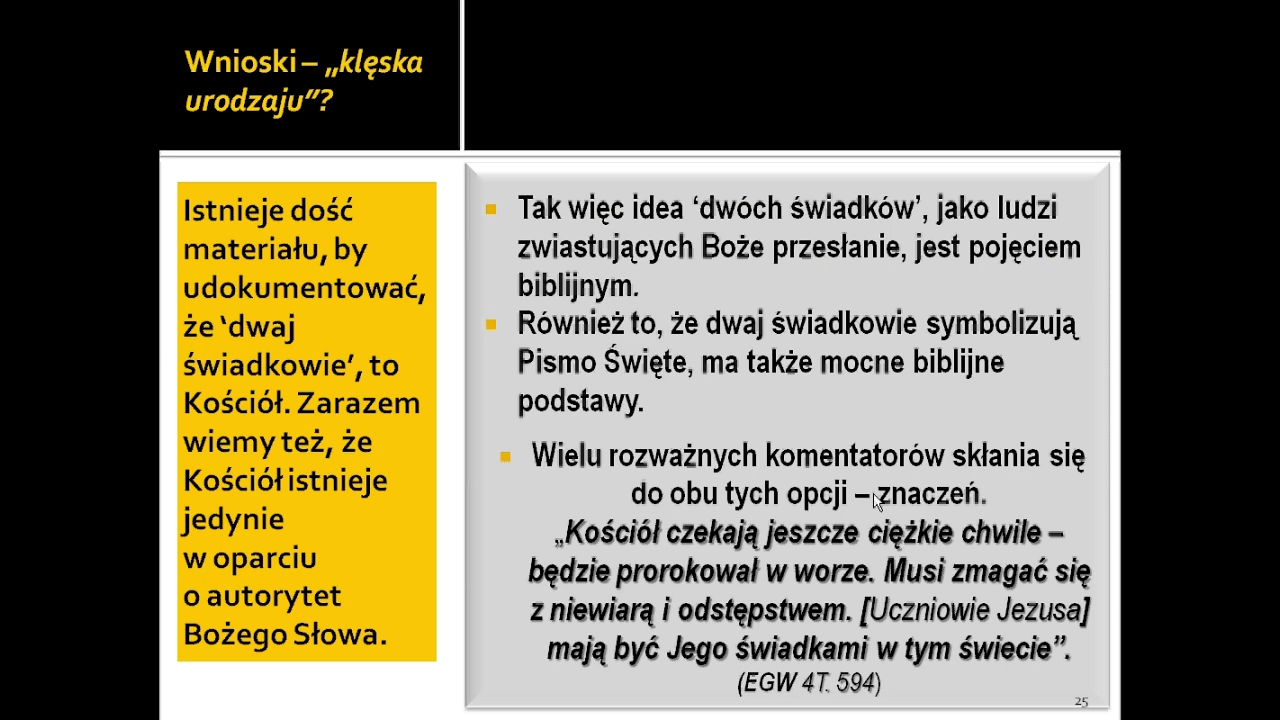 Wnioski – „klęska
urodzaju”?
Istnieje dość
materiału, by
udokumentować,
że ‘dwaj
świadkowie’, to
Kościół. Zarazem
wiemy też, że
Kościół istnieje
jedynie
w oparciu
o autorytet
Bożego Słowa.
Tak więc idea ‘dwóch świadków’, jako ludzi
zwiastujących Boże przesłanie, jest pojęciem
biblijnym.
Również to, że dwaj świadkowie symbolizują
Pismo Święte, ma także mocne biblijne
podstawy.
Wielu rozważnych komentatorów skłania się
do obu tych opcji – znaczeń.
„Kościół czekają jeszcze ciężkie chwile –
będzie prorokował w worze. Musi zmagać się
z niewiarą i odstępstwem. [Uczniowie Jezusa]
mają być Jego świadkami w tym świecie”.
(EGW 4T. 594)
25